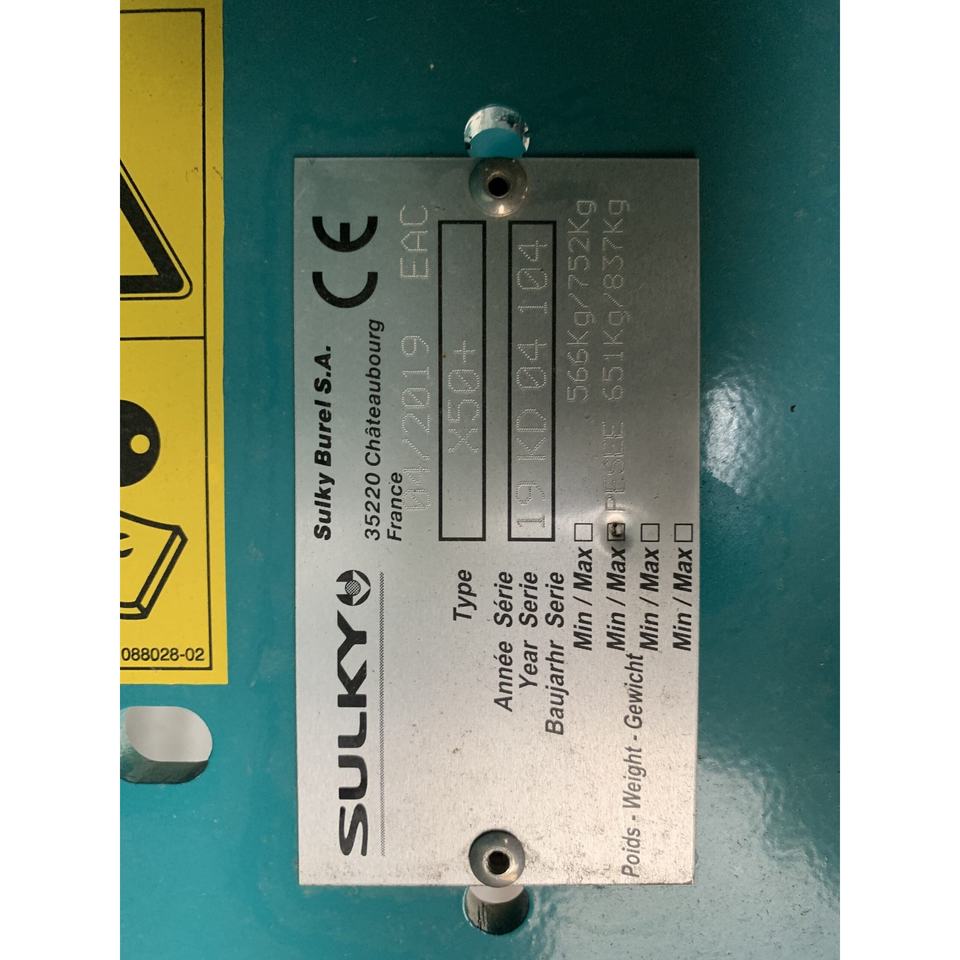 088028-02
SULKY
Sulky Burel S.A.
35220 Châteaubourg
France
CE
04/2019 EAC
Type X50+
Année Série
Year Serie 19 KD 04 104
Baujarhr Serie
Min / Max 566Kg/752Kg
Min / Max PESEE 651Kg/837Kg
Poids - Weight - Gewicht Min / Max
Min / Max